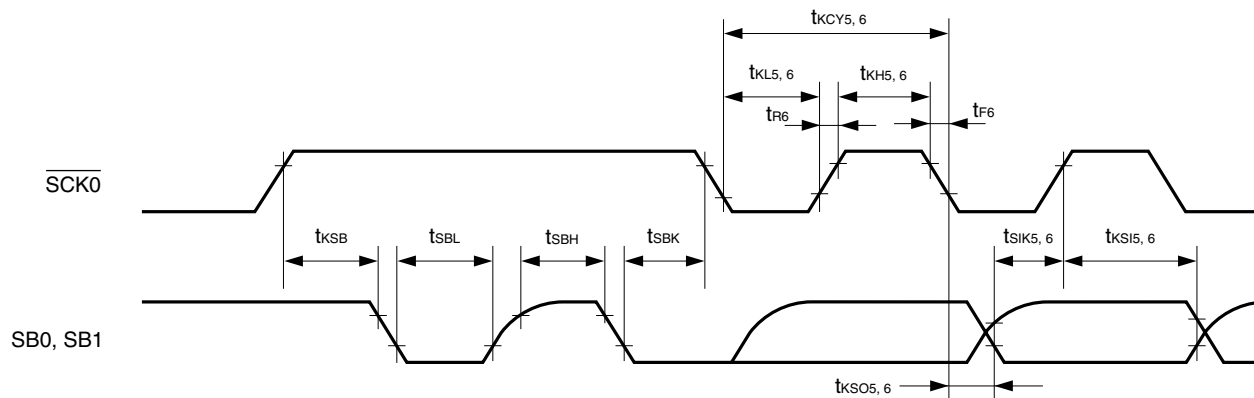 tKCY5, 6
tKL5, 6
tKH5, 6
tR6
tF6
SCK0
tKSB
tSBL
tSBH
tSBK
tSIK5, 6
tKSI5, 6
SB0, SB1
tKSO5, 6